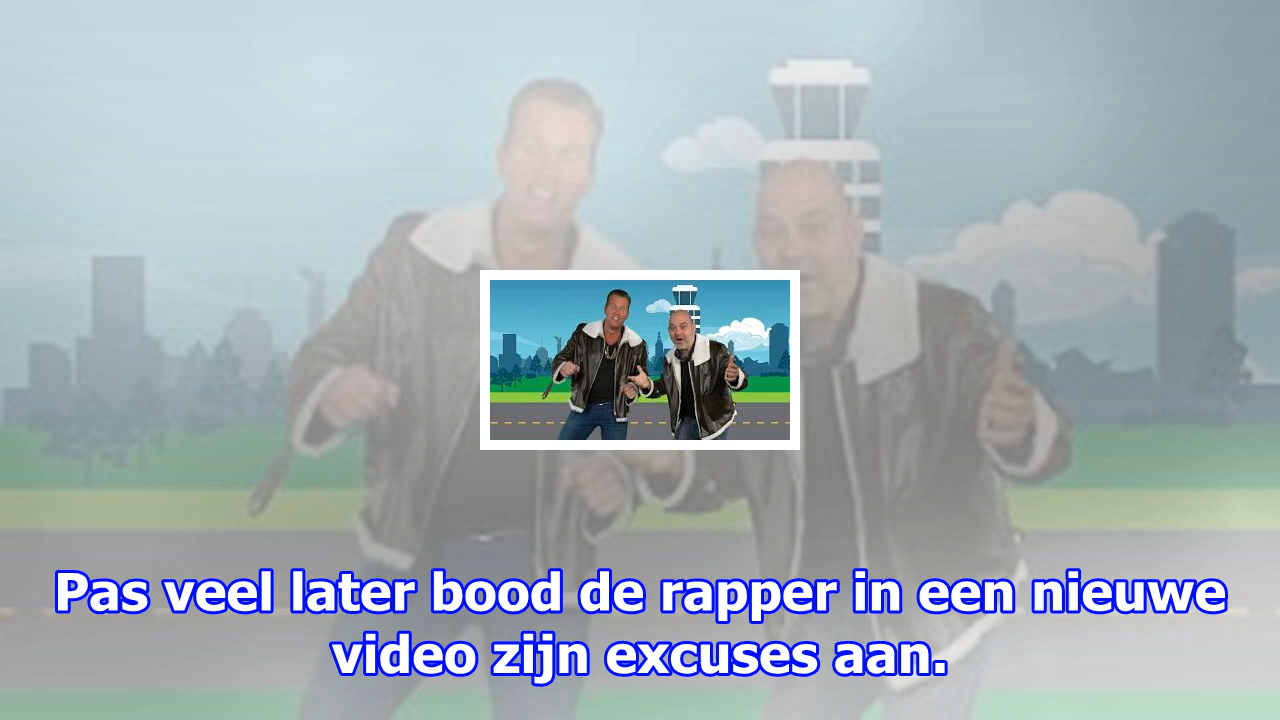 Pas veel later bood de rapper in een nieuwe
video zijn excuses aan.